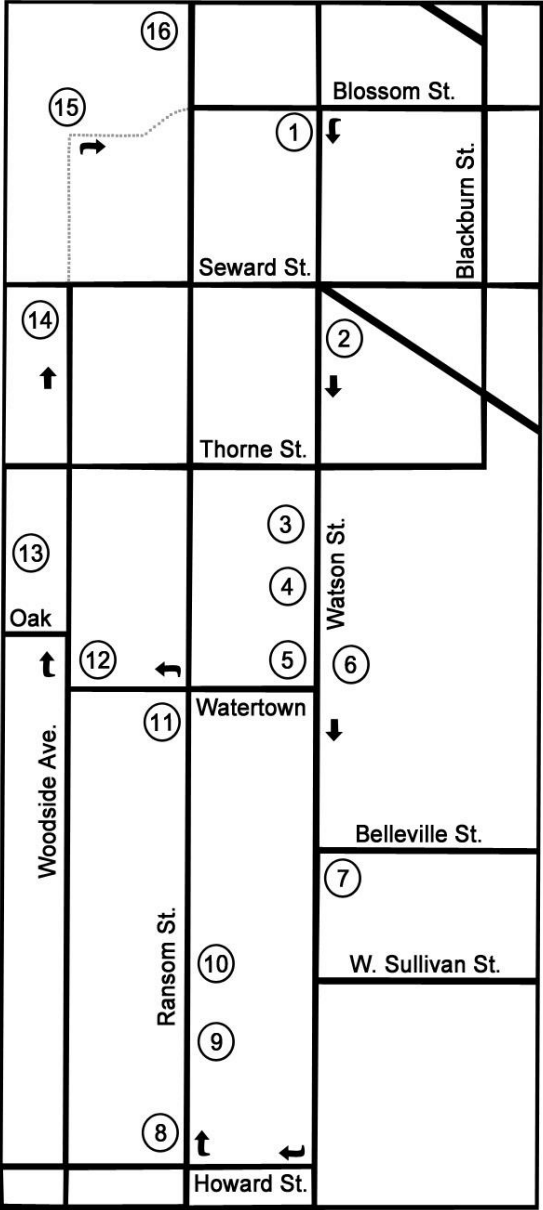 16
15
Blossom St.
1
Blackburn St.
Seward St.
14
2
Thorne St.
3
13
Watson St.
4
Oak
12
5
6
11
Watertown
Woodside Ave.
Belleville St.
7
Ransom St.
10
W. Sullivan St.
9
8
Howard St.